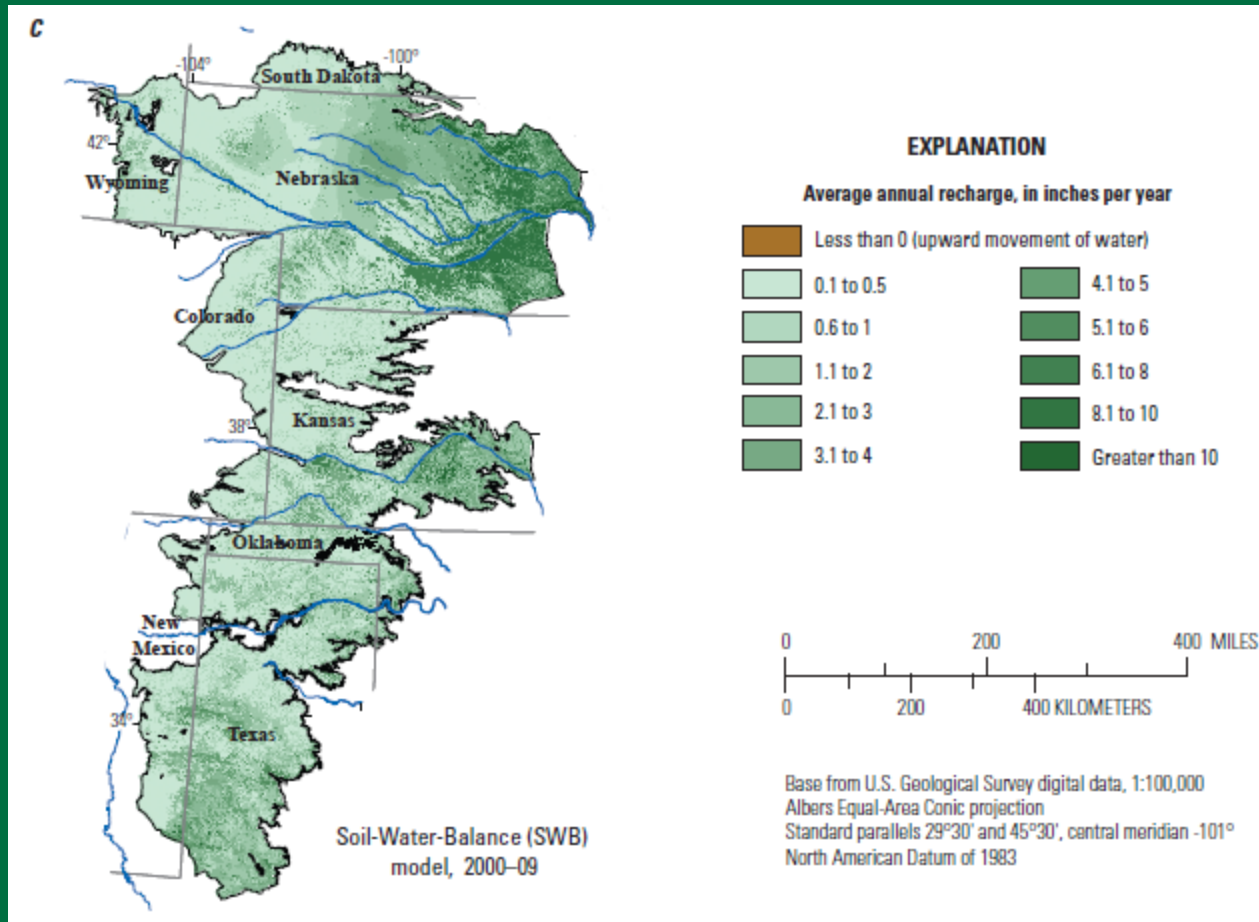 C
-104°
-100°
South Dakota
42°
Wyoming
Nebraska
Colorado
Kansas
38°
Oklahoma
New
Mexico
34°
Texas
Soil-Water-Balance (SWB)
model, 2000–09
EXPLANATION
Average annual recharge, in inches per year
Less than 0 (upward movement of water)
0.1 to 0.5
0.6 to 1
1.1 to 2
2.1 to 3
3.1 to 4
4.1 to 5
5.1 to 6
6.1 to 8
8.1 to 10
Greater than 10
0 200 400 MILES
0 200 400 KILOMETERS
Base from U.S. Geological Survey digital data, 1:100,000
Albers Equal-Area Conic projection
Standard parallels 29°30' and 45°30', central meridian -101°
North American Datum of 1983